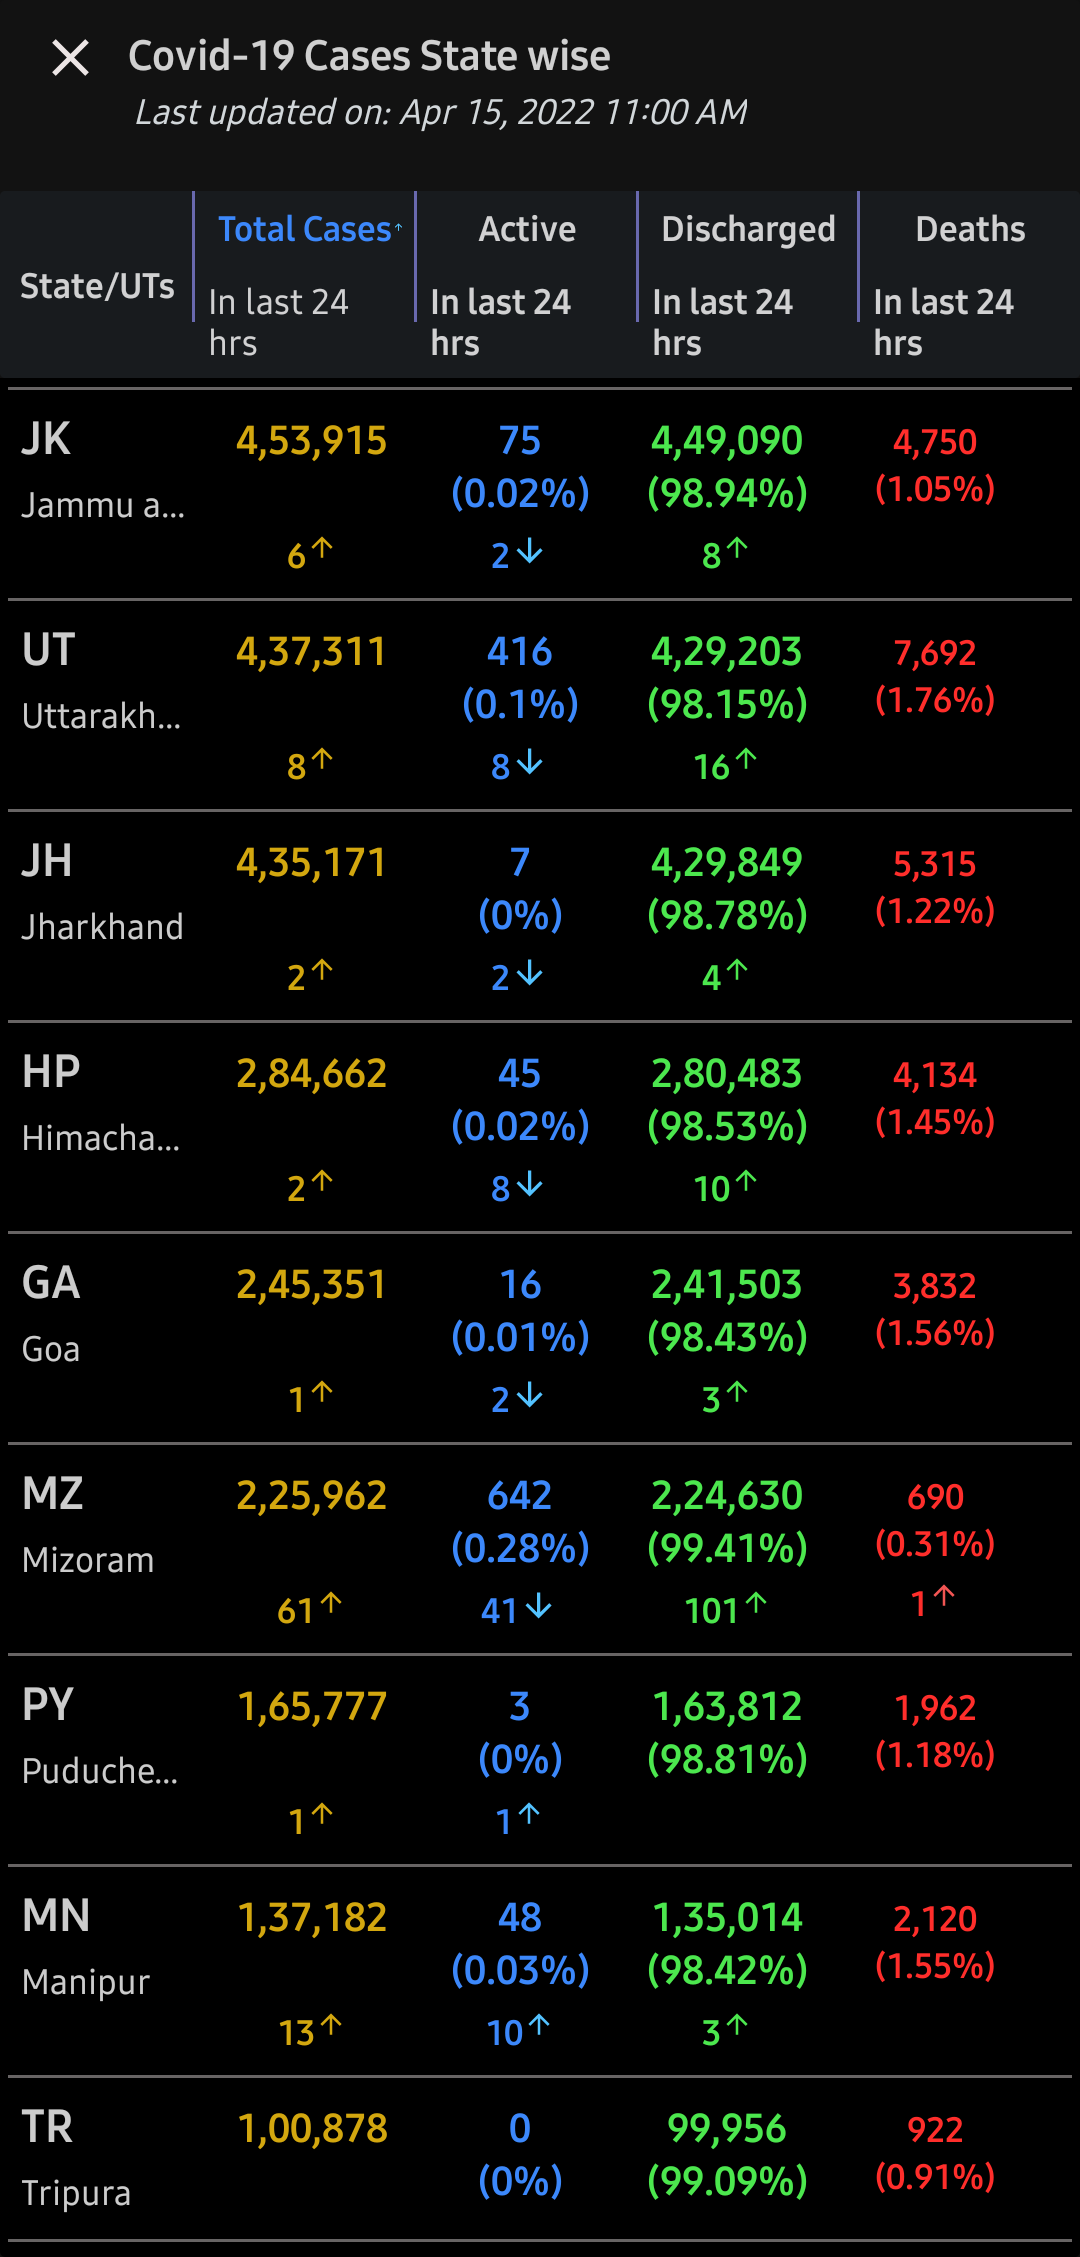 Covid-19 Cases State wise
Last updated on: Apr 15, 2022 11:00 AM
State/UTs
Total Cases↑ Active Discharged Deaths
In last 24 hrs In last 24 hrs In last 24 hrs In last 24 hrs
JK 4,53,915 75 4,49,090 4,750
(0.02%) (98.94%) (1.05%)
Jammu a...
6↑ 2↓ 8↑
UT 4,37,311 416 4,29,203 7,692
(0.1%) (98.15%) (1.76%)
Uttarakh...
8↑ 8↓ 16↑
JH 4,35,171 7 4,29,849 5,315
(0%) (98.78%) (1.22%)
Jharkhand
2↑ 2↓ 4↑
HP 2,84,662 45 2,80,483 4,134
(0.02%) (98.53%) (1.45%)
Himacha...
2↑ 8↓ 10↑
GA 2,45,351 16 2,41,503 3,832
(0.01%) (98.43%) (1.56%)
Goa
1↑ 2↓ 3↑
MZ 2,25,962 642 2,24,630 690
(0.28%) (99.41%) (0.31%)
Mizoram
61↑ 41↓ 101↑ 1↑
PY 1,65,777 3 1,63,812 1,962
(0%) (98.81%) (1.18%)
Puduche...
1↑ 1↑
MN 1,37,182 48 1,35,014 2,120
(0.03%) (98.42%) (1.55%)
Manipur
13↑ 10↑ 3↑
TR 1,00,878 0 99,956 922
(0%) (99.09%) (0.91%)
Tripura